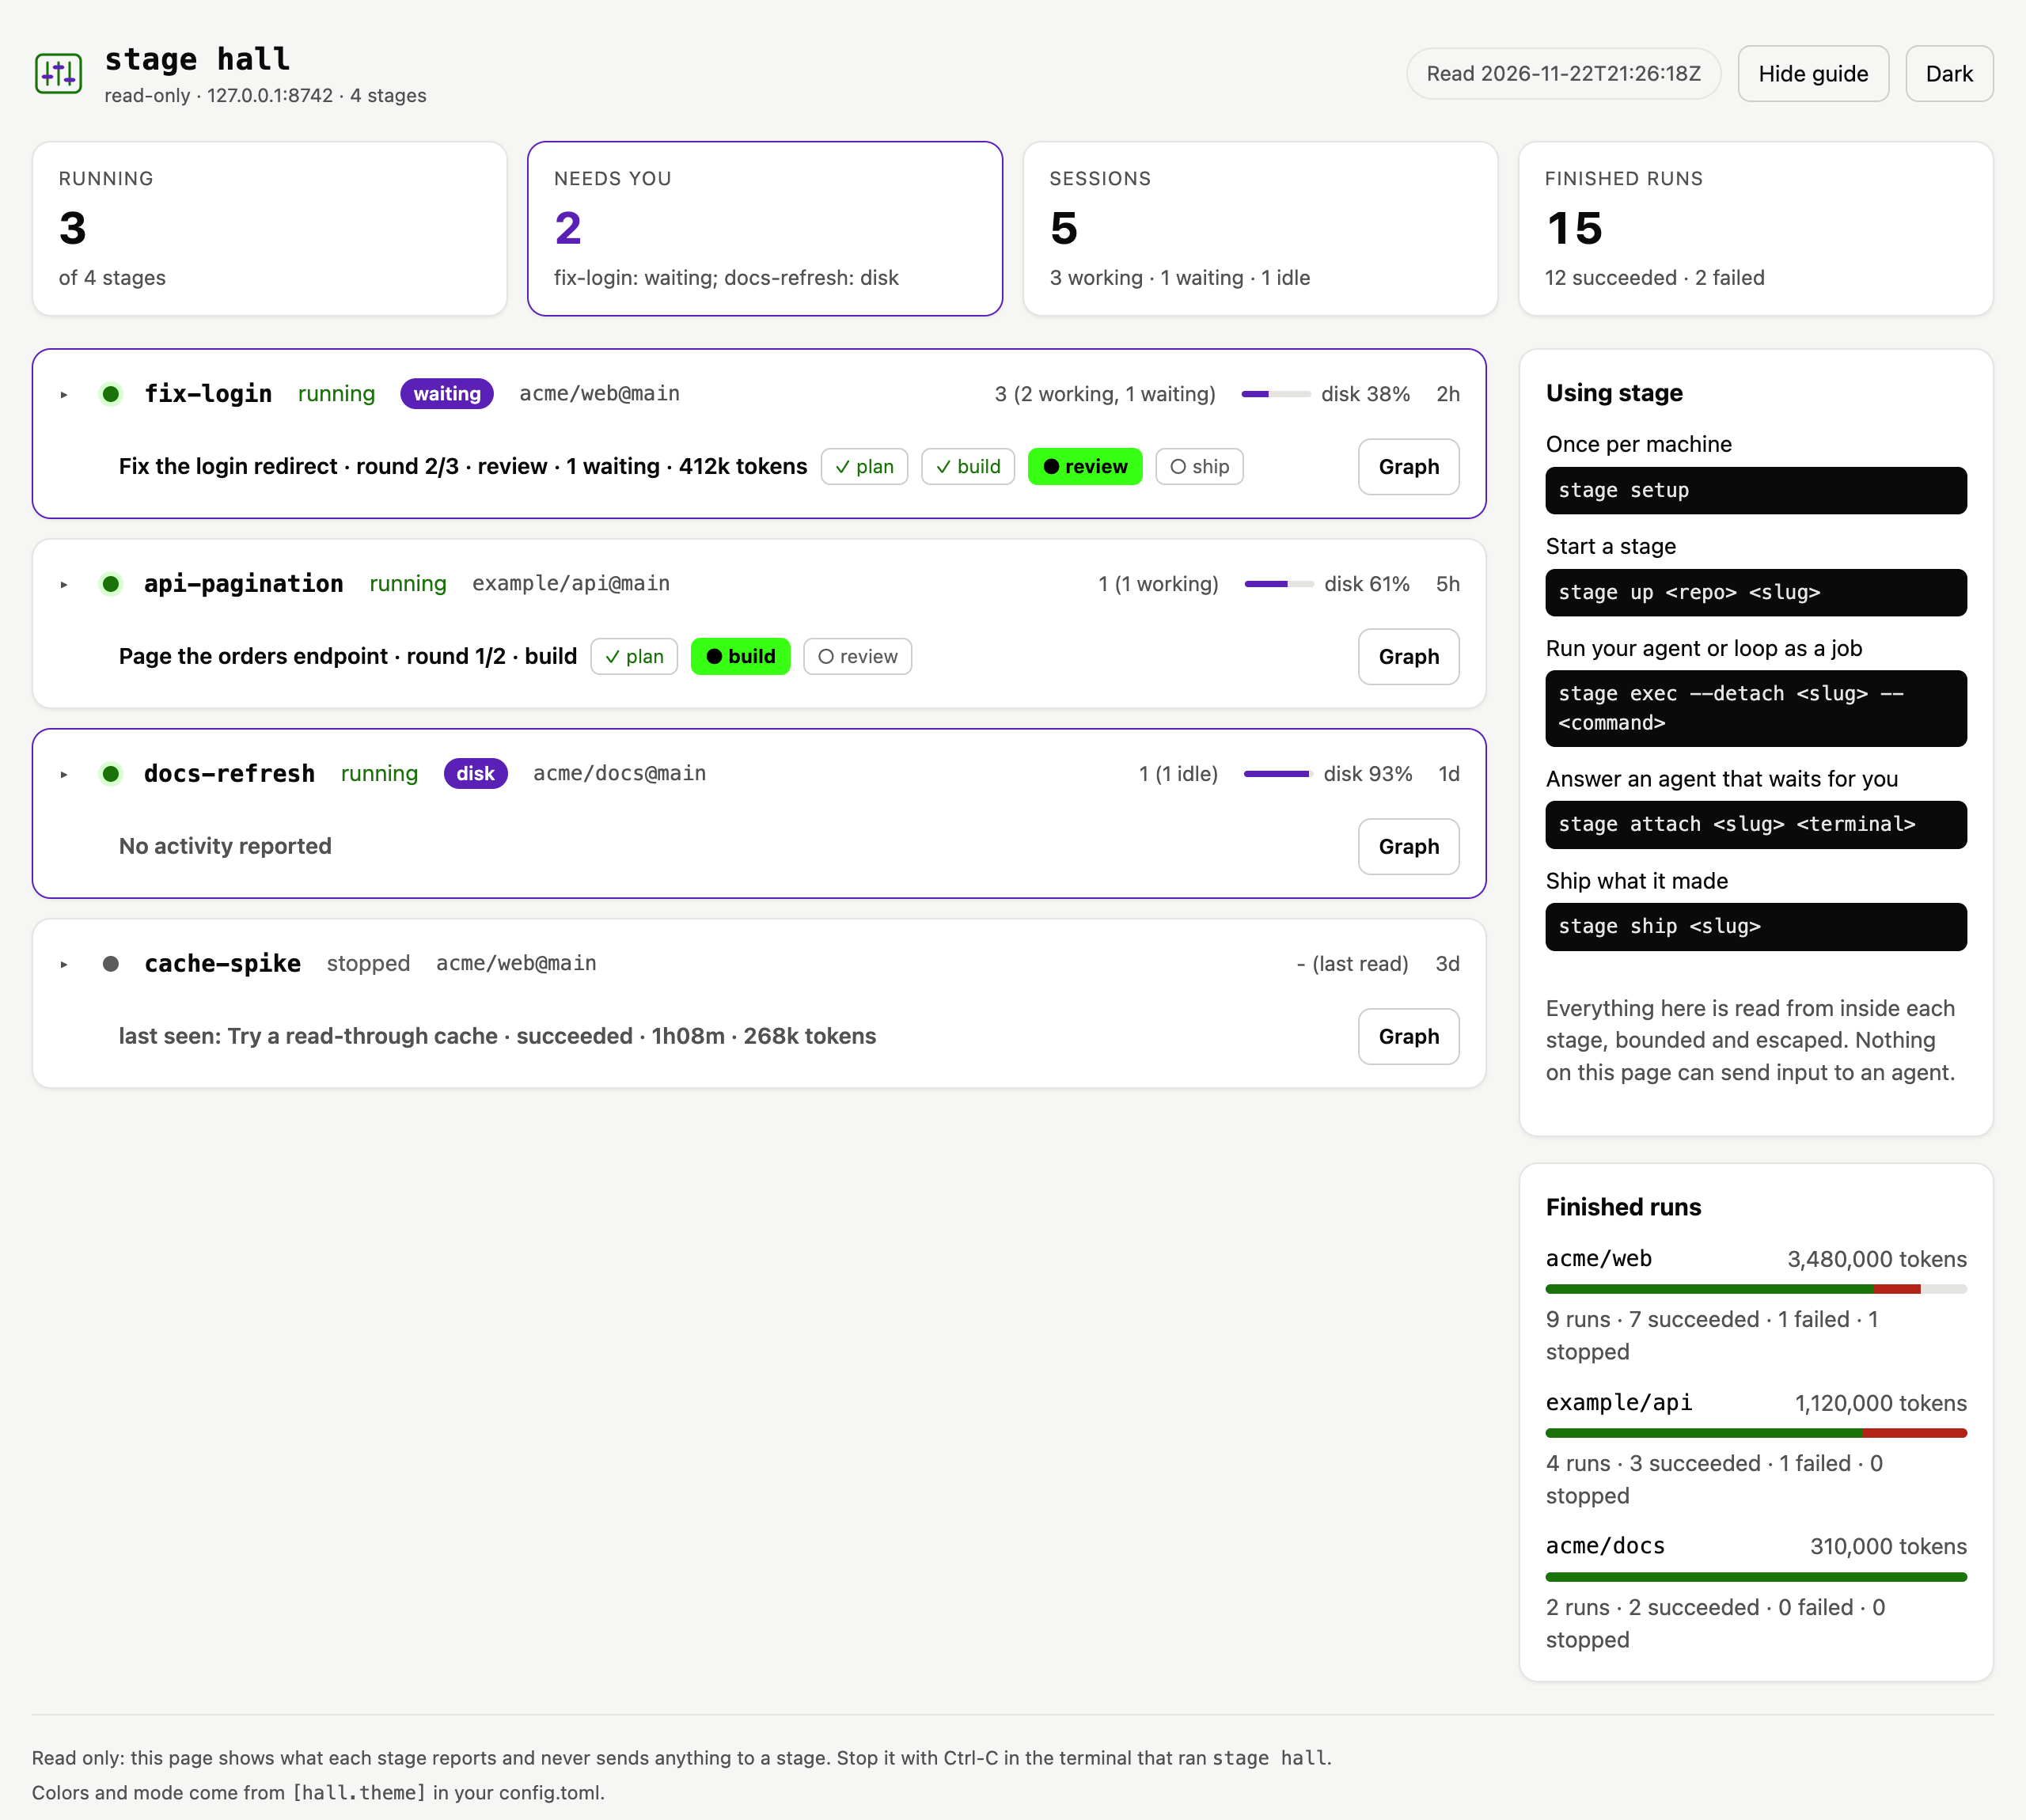 stage hall
read-only · 127.0.0.1:8742 · 4 stages
Read 2026-11-22T21:26:18Z
Hide guide
Dark
RUNNING
3
of 4 stages
NEEDS YOU
2
fix-login: waiting; docs-refresh: disk
SESSIONS
5
3 working · 1 waiting · 1 idle
FINISHED RUNS
15
12 succeeded · 2 failed
fix-login running waiting acme/web@main 3 (2 working, 1 waiting) disk 38% 2h
Fix the login redirect · round 2/3 · review · 1 waiting · 412k tokens ✓ plan ✓ build ● review ○ ship Graph
api-pagination running example/api@main 1 (1 working) disk 61% 5h
Page the orders endpoint · round 1/2 · build ✓ plan ● build ○ review Graph
docs-refresh running disk acme/docs@main 1 (1 idle) disk 93% 1d
No activity reported Graph
cache-spike stopped acme/web@main - (last read) 3d
last seen: Try a read-through cache · succeeded · 1h08m · 268k tokens Graph
Using stage
Once per machine
stage setup
Start a stage
stage up <repo> <slug>
Run your agent or loop as a job
stage exec --detach <slug> --
<command>
Answer an agent that waits for you
stage attach <slug> <terminal>
Ship what it made
stage ship <slug>
Everything here is read from inside each
stage, bounded and escaped. Nothing
on this page can send input to an agent.
Finished runs
acme/web 3,480,000 tokens
9 runs · 7 succeeded · 1 failed · 1
stopped
example/api 1,120,000 tokens
4 runs · 3 succeeded · 1 failed · 0
stopped
acme/docs 310,000 tokens
2 runs · 2 succeeded · 0 failed · 0
stopped
Read only: this page shows what each stage reports and never sends anything to a stage. Stop it with Ctrl-C in the terminal that ran stage hall.
Colors and mode come from [hall.theme] in your config.toml.